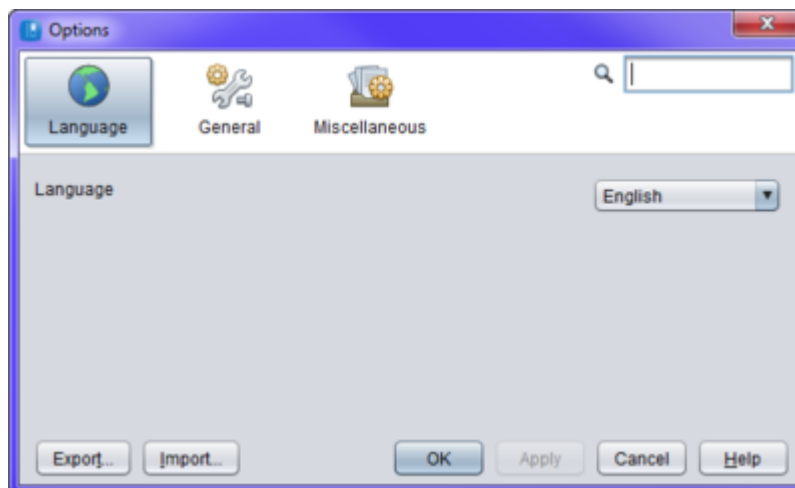 Options
Language General Miscellaneous
Language English
Export... Import... OK Apply Cancel Help